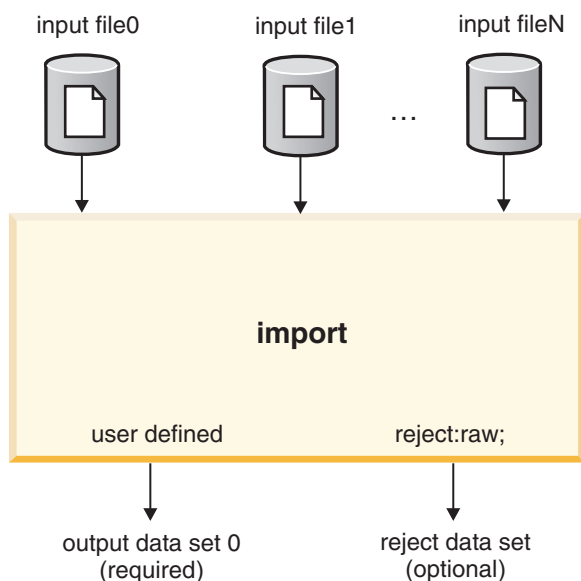 input file0
input file1
input fileN
...
import
user defined
reject:raw;
output data set 0
(required)
reject data set
(optional)